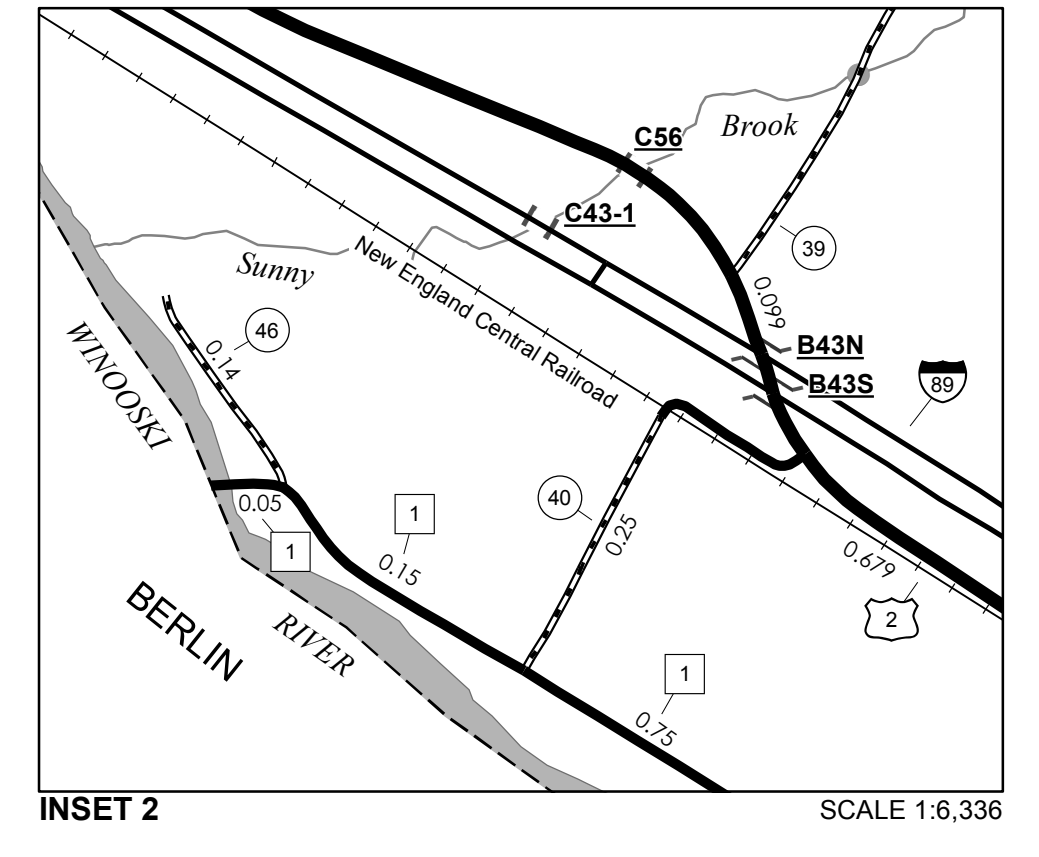 C56
Brook
C43-1
39
Sunny
New England Central Railroad
0.099
46
0.14
WINOOSKI
B43N
B43S
89
40
0.25
0.05
1
1
0.15
0.679
2
BERLIN
RIVER
1
0.75
INSET 2
SCALE 1:6,336